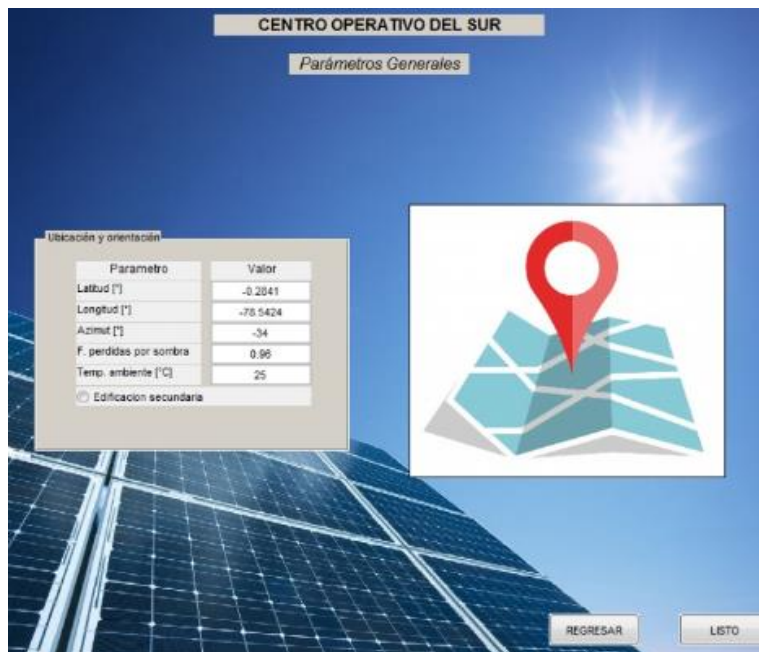 CENTRO OPERATIVO DEL SUR
Parámetros Generales
Ubicación y orientación
Parametro Valor
Latitud [°] -0.2841
Longitud [°] -78.5424
Azimut [°] -34
F. perdidas por sombra 0.96
Temp. ambiente [°C] 25
Edificacion secundaria
REGRESAR LISTO